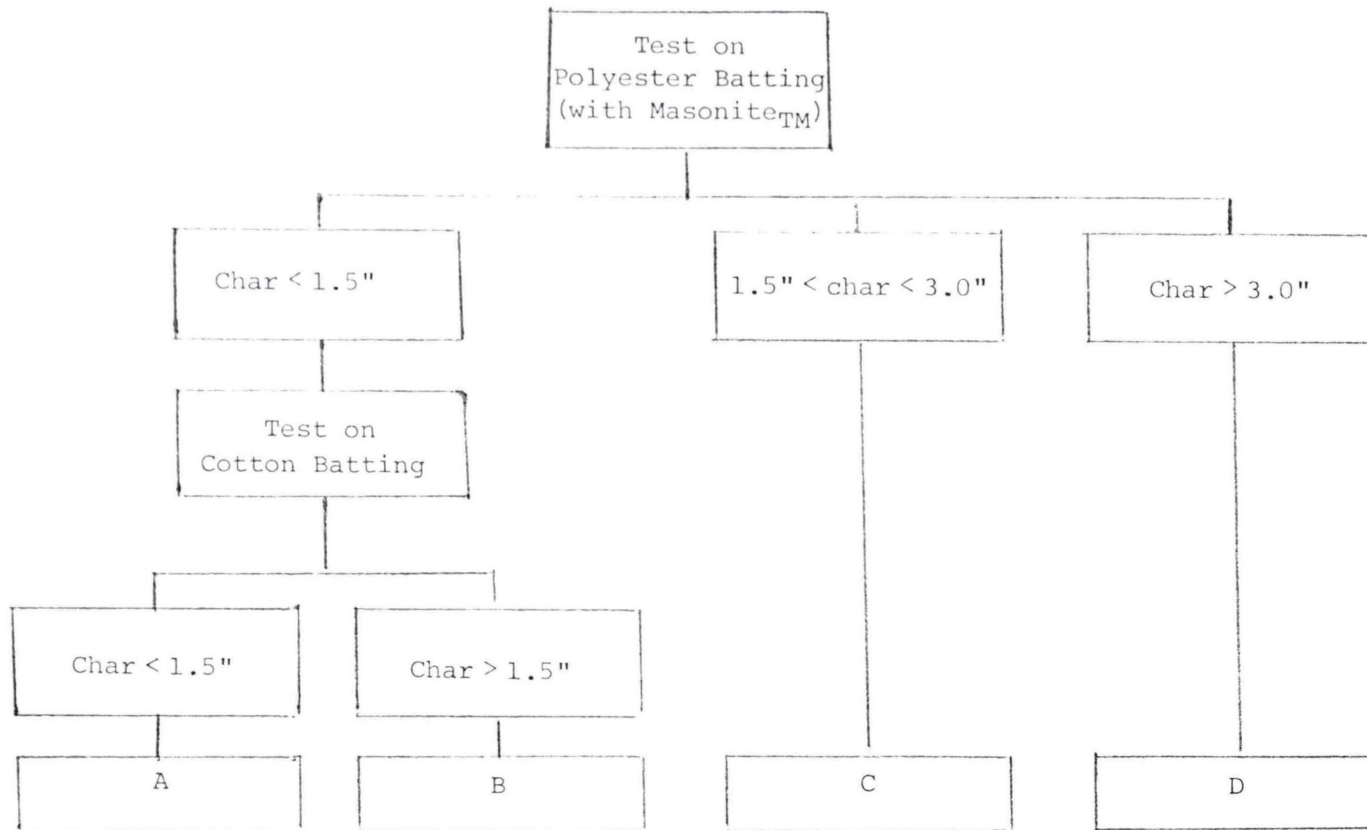 Test on
Polyester Batting
(with MasoniteTM)
Char < 1.5"
1.5" < char < 3.0"
Char > 3.0"
Test on
Cotton Batting
Char < 1.5"
Char > 1.5"
A
B
C
D